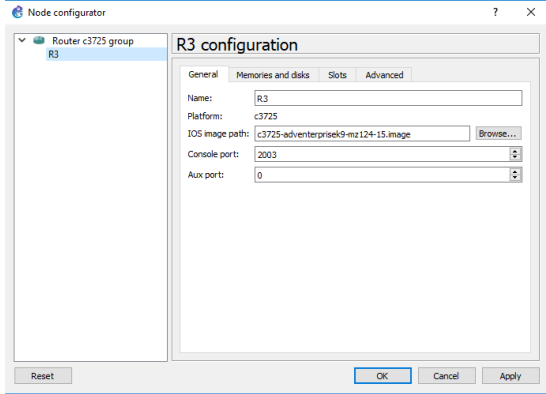 Node configurator
?
Router c3725 group
R3
R3 configuration
General
Memories and disks
Slots
Advanced
Name:
R3
Platform:
c3725
IOS image path:
c3725-adventerprisek9-mz124-15.image
Browse...
Console port:
2003
Aux port:
0
Reset
OK
Cancel
Apply